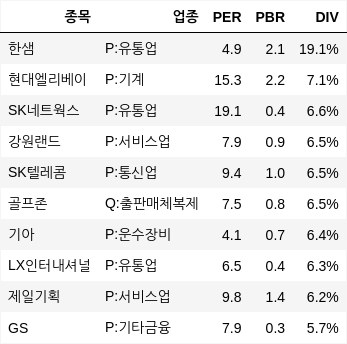 종목 업종 PER PBR DIV
한샘 P:유통업 4.9 2.1 19.1%
현대엘리베이 P:기계 15.3 2.2 7.1%
SK네트웍스 P:유통업 19.1 0.4 6.6%
강원랜드 P:서비스업 7.9 0.9 6.5%
SK텔레콤 P:통신업 9.4 1.0 6.5%
골프존 Q:출판매체복제 7.5 0.8 6.5%
기아 P:운수장비 4.1 0.7 6.4%
LX인터내셔널 P:유통업 6.5 0.4 6.3%
제일기획 P:서비스업 9.8 1.4 6.2%
GS P:기타금융 7.9 0.3 5.7%